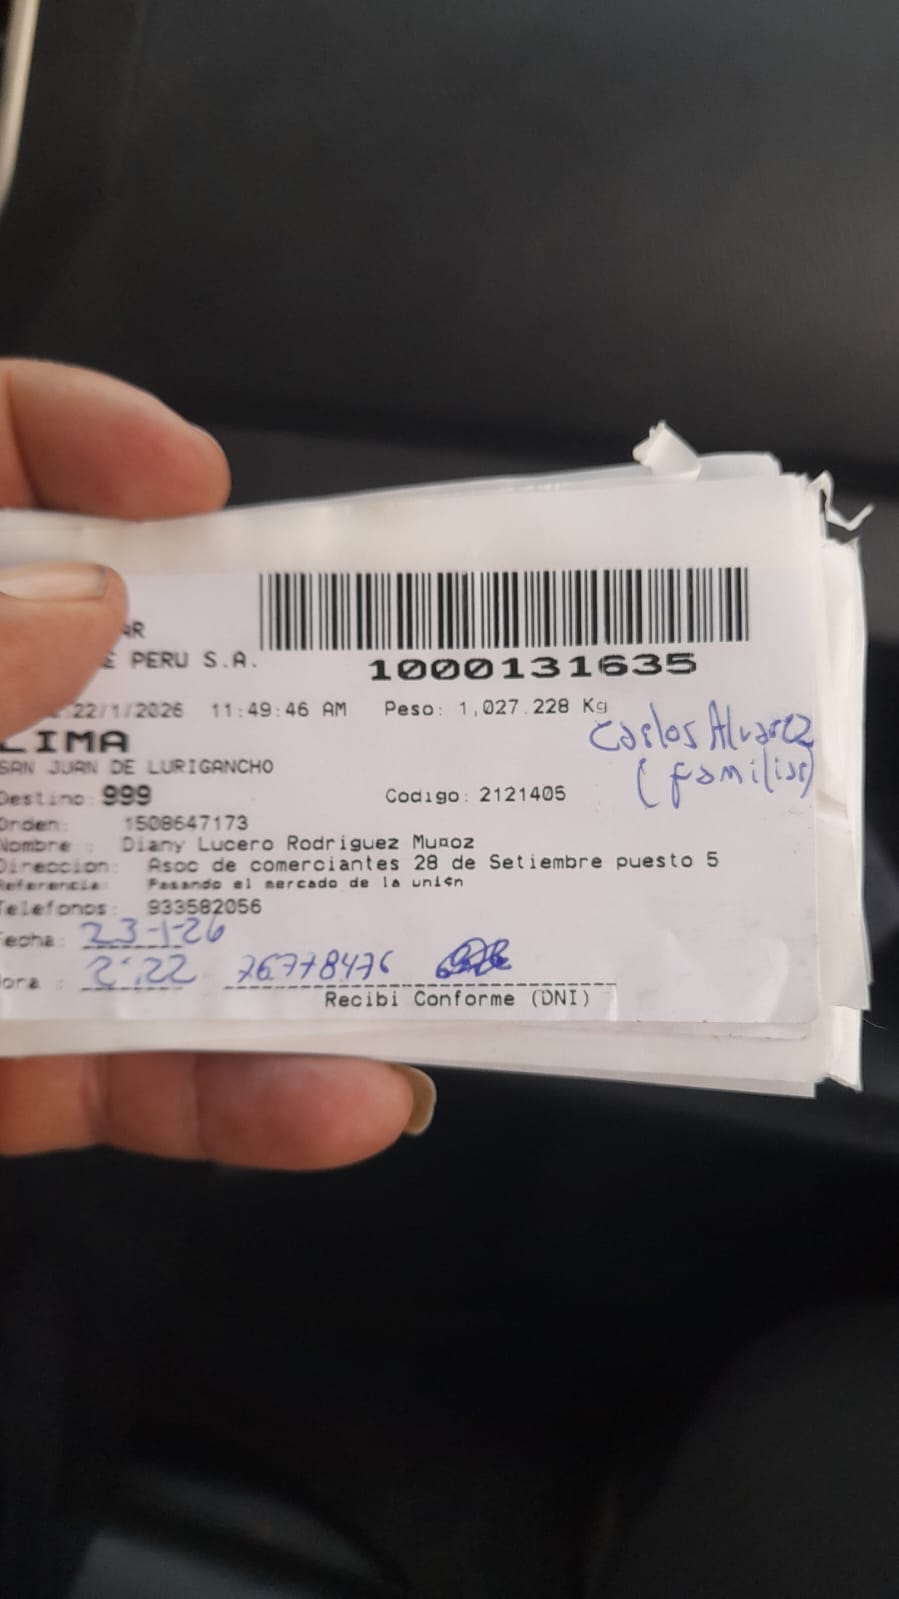 PERU S.A.
1000131635
22/1/2026 11:49:46 AM Peso: 1,027.228 Kg
LIMA
Carlos Alvarez
(familiar)
SAN JUAN DE LURIGANCHO
Destino: 999 Codigo: 2121405
Orden: 1508647173
Nombre : Diany Lucero Rodriguez Muñoz
Direccion: Asoc de comerciantes 28 de Setiembre puesto 5
Referencia: Pasando el mercado de la unión
Telefonos: 933582056
Fecha: 23-1-26
ora : 2:22 76778476
Recibi Conforme (DNI)